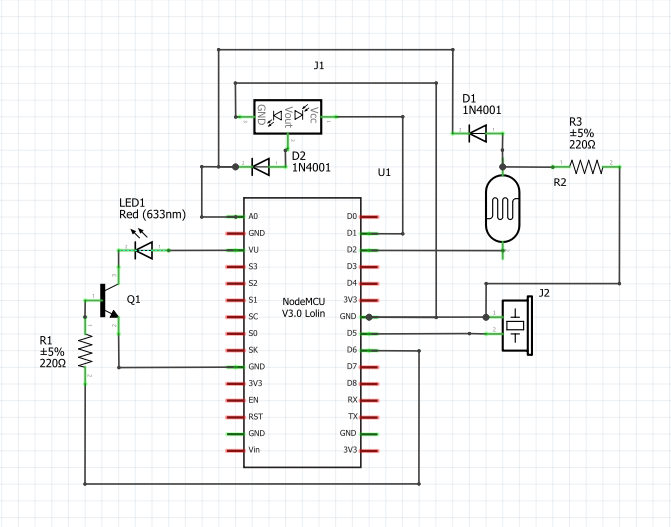 J1
GND
Vout
Vcc
D1
1N4001
R3
±5%
220Ω
D2
1N4001
U1
R2
LED1
Red (633nm)
A0
D0
GND
D1
VU
D2
S3
D3
S2
D4
S1
3V3
SC
GND
S0
D5
SK
D6
GND
D7
3V3
D8
EN
RX
RST
TX
GND
GND
Vin
3V3
NodeMCU
V3.0 Lolin
Q1
J2
R1
±5%
220Ω